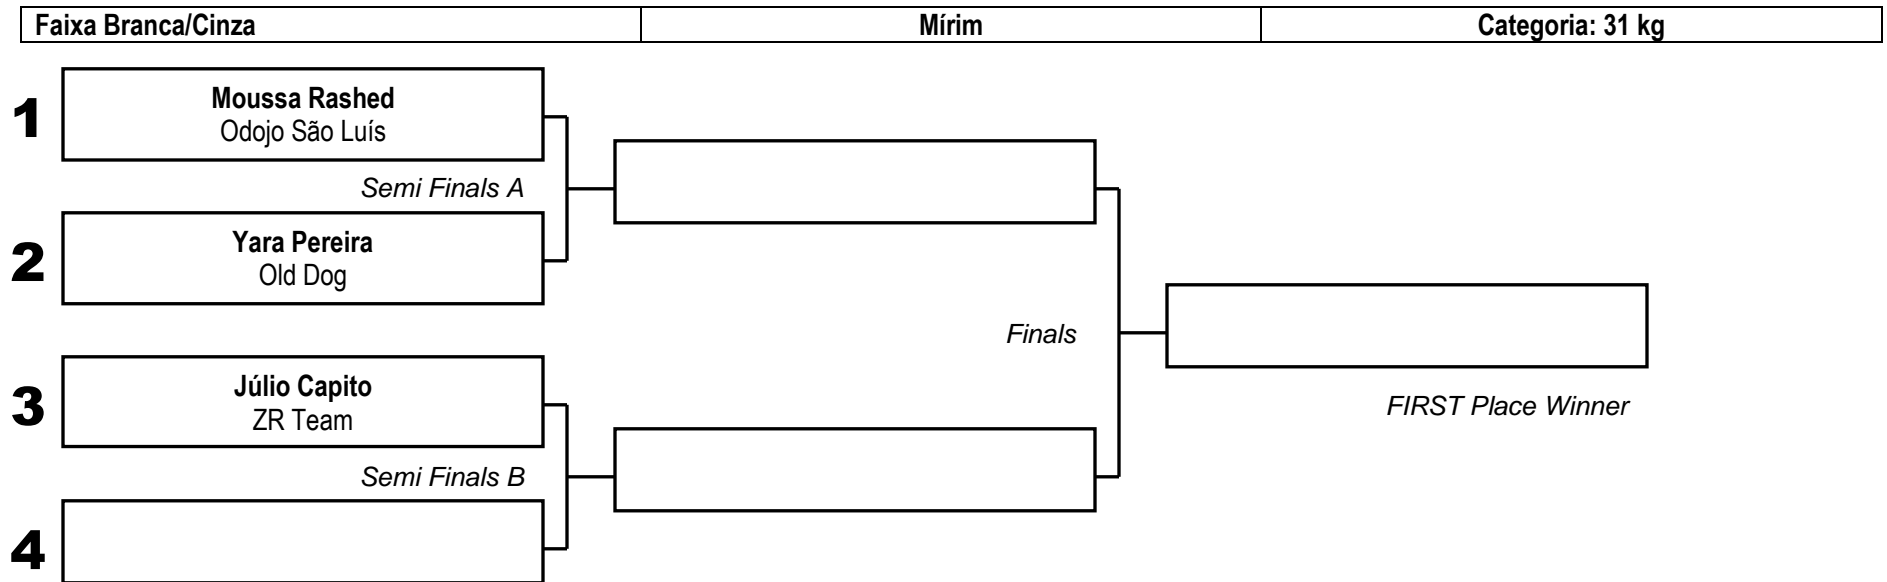 Faixa Branca/Cinza
Mírim
Categoria: 31 kg
1
Moussa Rashed
Odojo São Luís
Semi Finals A
2
Yara Pereira
Old Dog
Finals
FIRST Place Winner
3
Júlio Capito
ZR Team
Semi Finals B
4